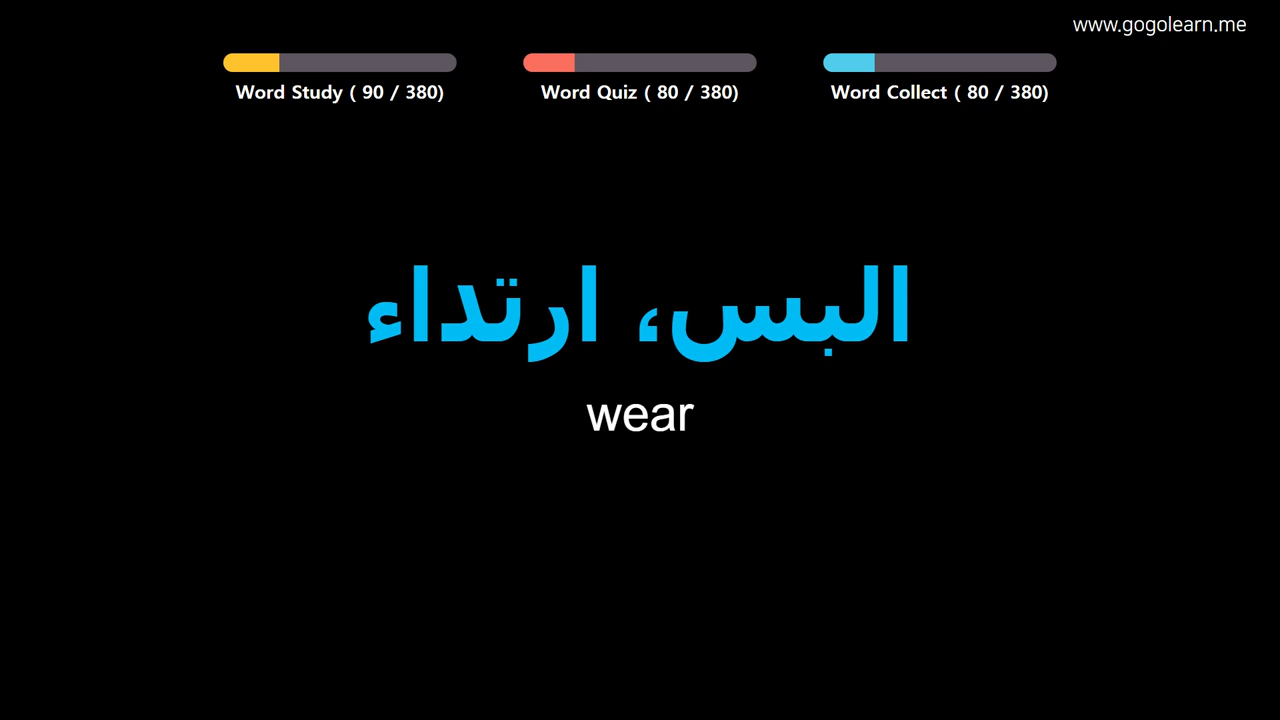 www.gogolearn.me
Word Study ( 90 / 380)
Word Quiz ( 80 / 380)
Word Collect ( 80 / 380)
البس، ارتداء
wear